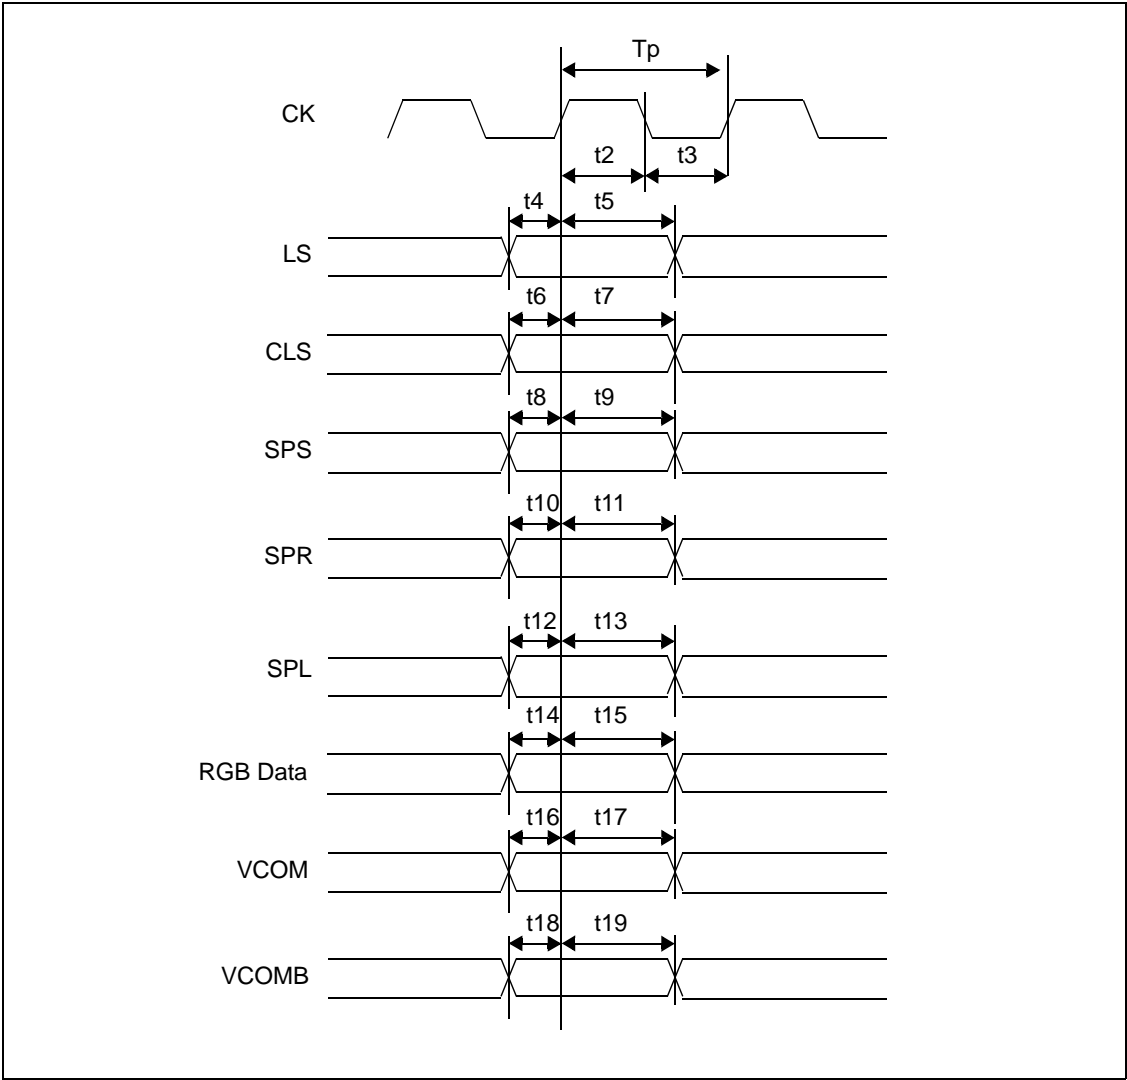 Tp
CK
t2 t3
t4 t5
LS
t6 t7
CLS
t8 t9
SPS
t10 t11
SPR
t12 t13
SPL
t14 t15
RGB Data
t16 t17
VCOM
t18 t19
VCOMB